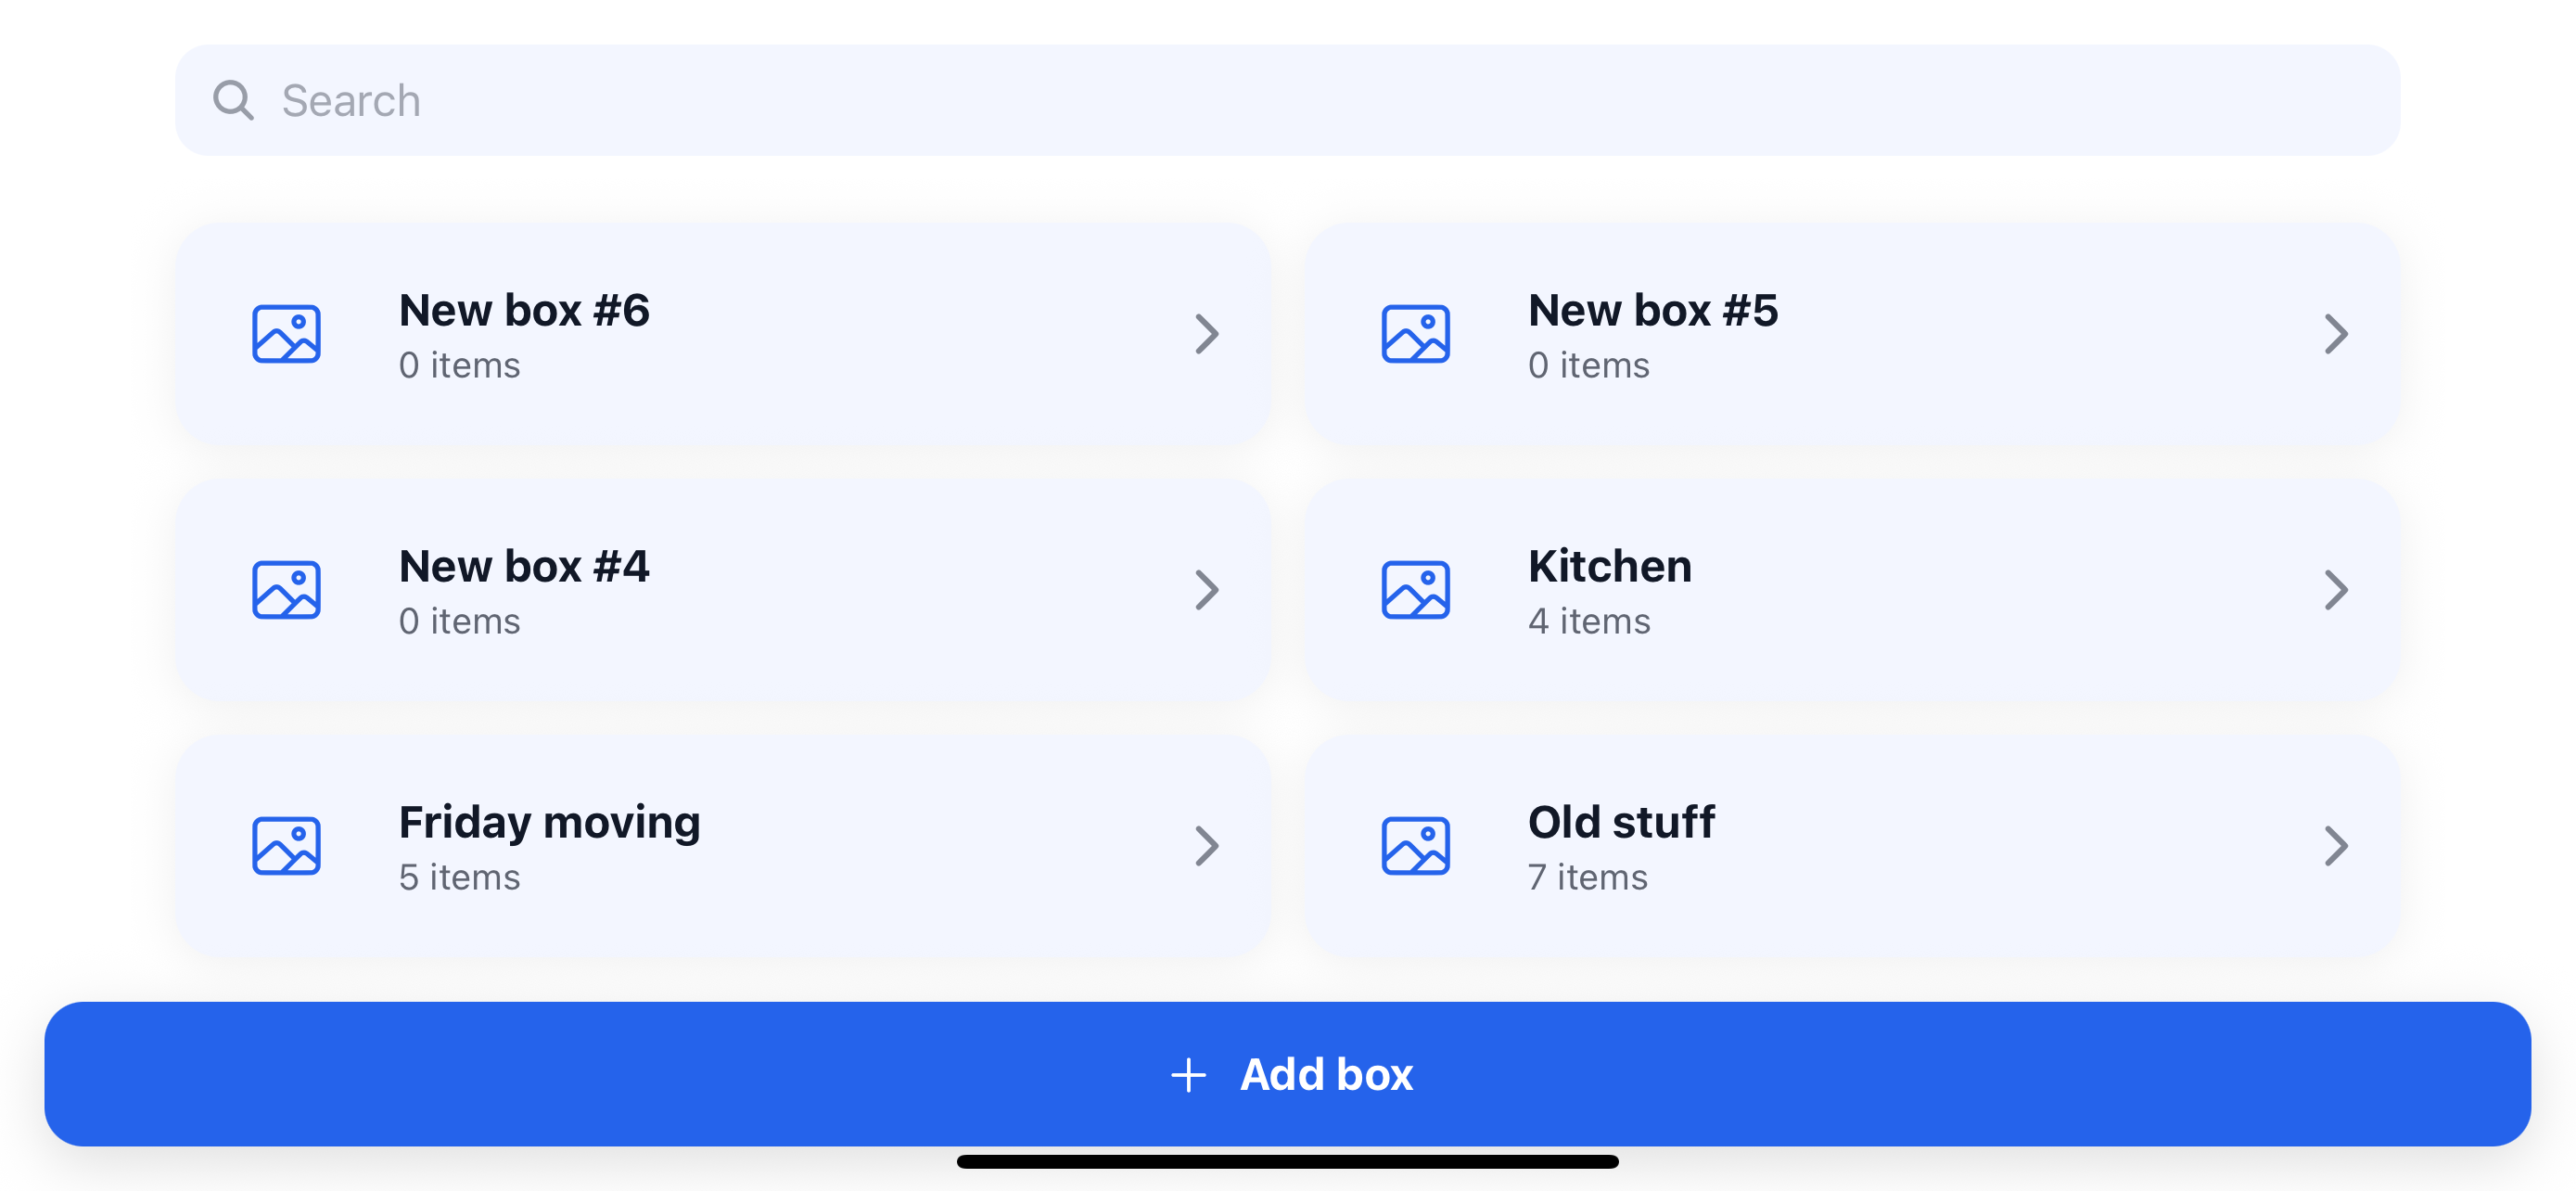 Search
New box #6
0 items
New box #5
0 items
New box #4
0 items
Kitchen
4 items
Friday moving
5 items
Old stuff
7 items
Add box